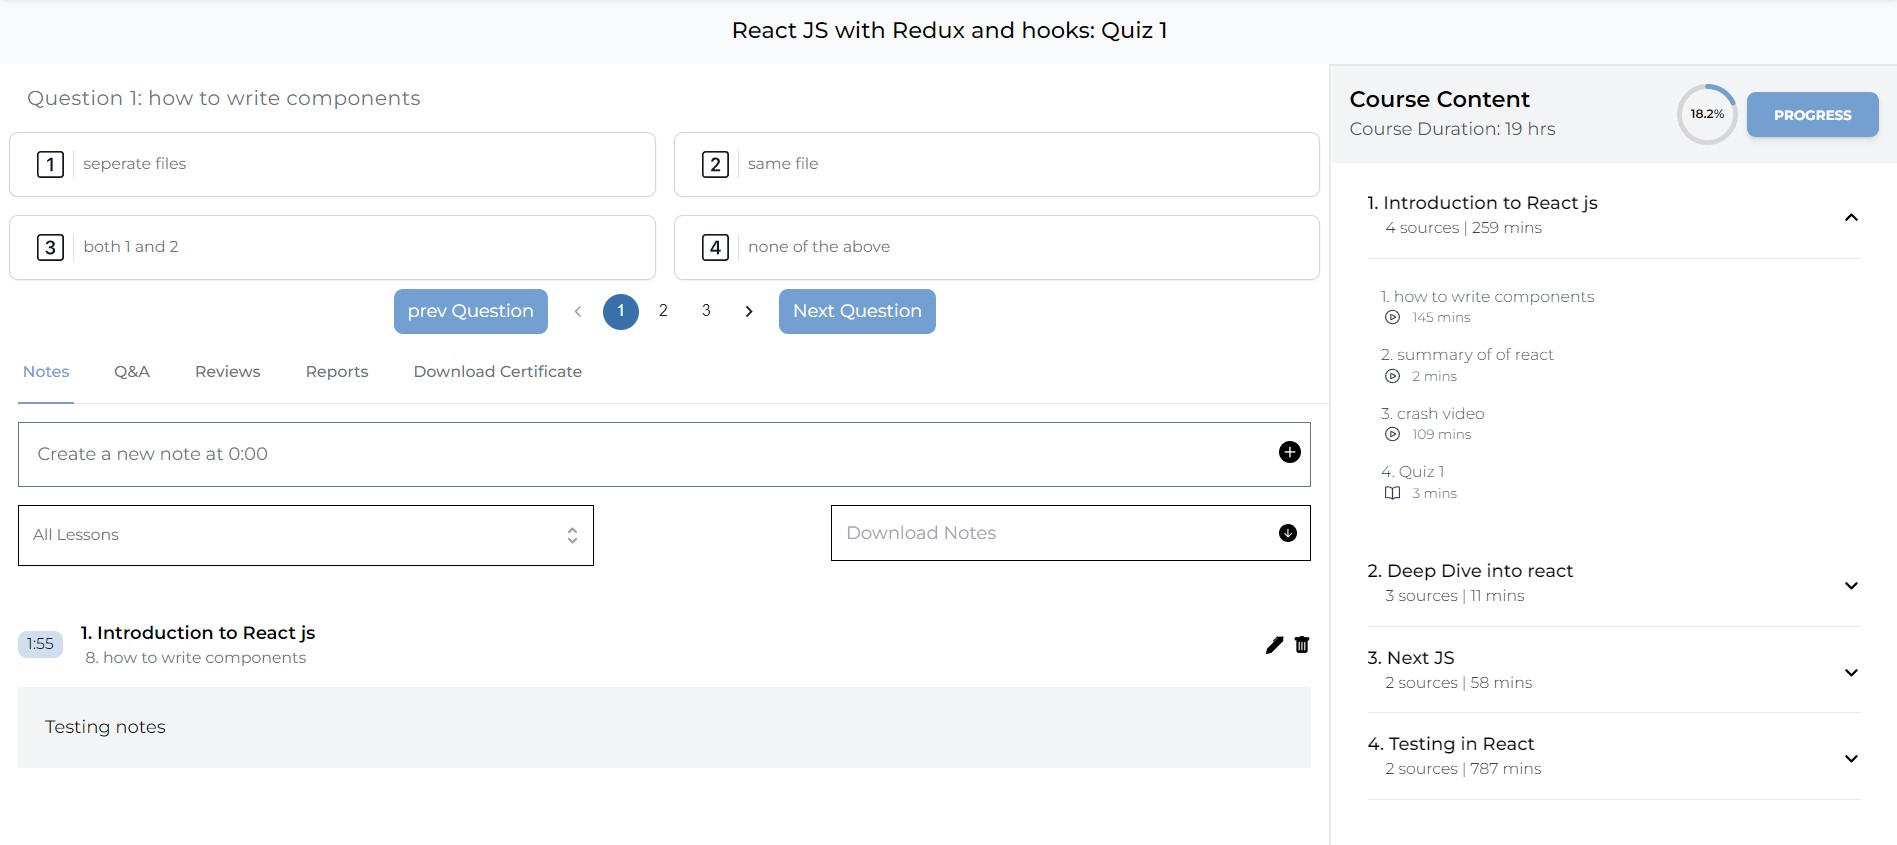 React JS with Redux and hooks: Quiz 1
Question 1: how to write components
1 seperate files
2 same file
3 both 1 and 2
4 none of the above
prev Question 1 2 3 Next Question
Notes Q&A Reviews Reports Download Certificate
Create a new note at 0:00
All Lessons
Download Notes
1:55
1. Introduction to React js
8. how to write components
Testing notes
Course Content
Course Duration: 19 hrs
18.2%
PROGRESS
1. Introduction to React js
4 sources | 259 mins
1. how to write components
145 mins
2. summary of of react
2 mins
3. crash video
109 mins
4. Quiz 1
3 mins
2. Deep Dive into react
3 sources | 11 mins
3. Next JS
2 sources | 58 mins
4. Testing in React
2 sources | 787 mins